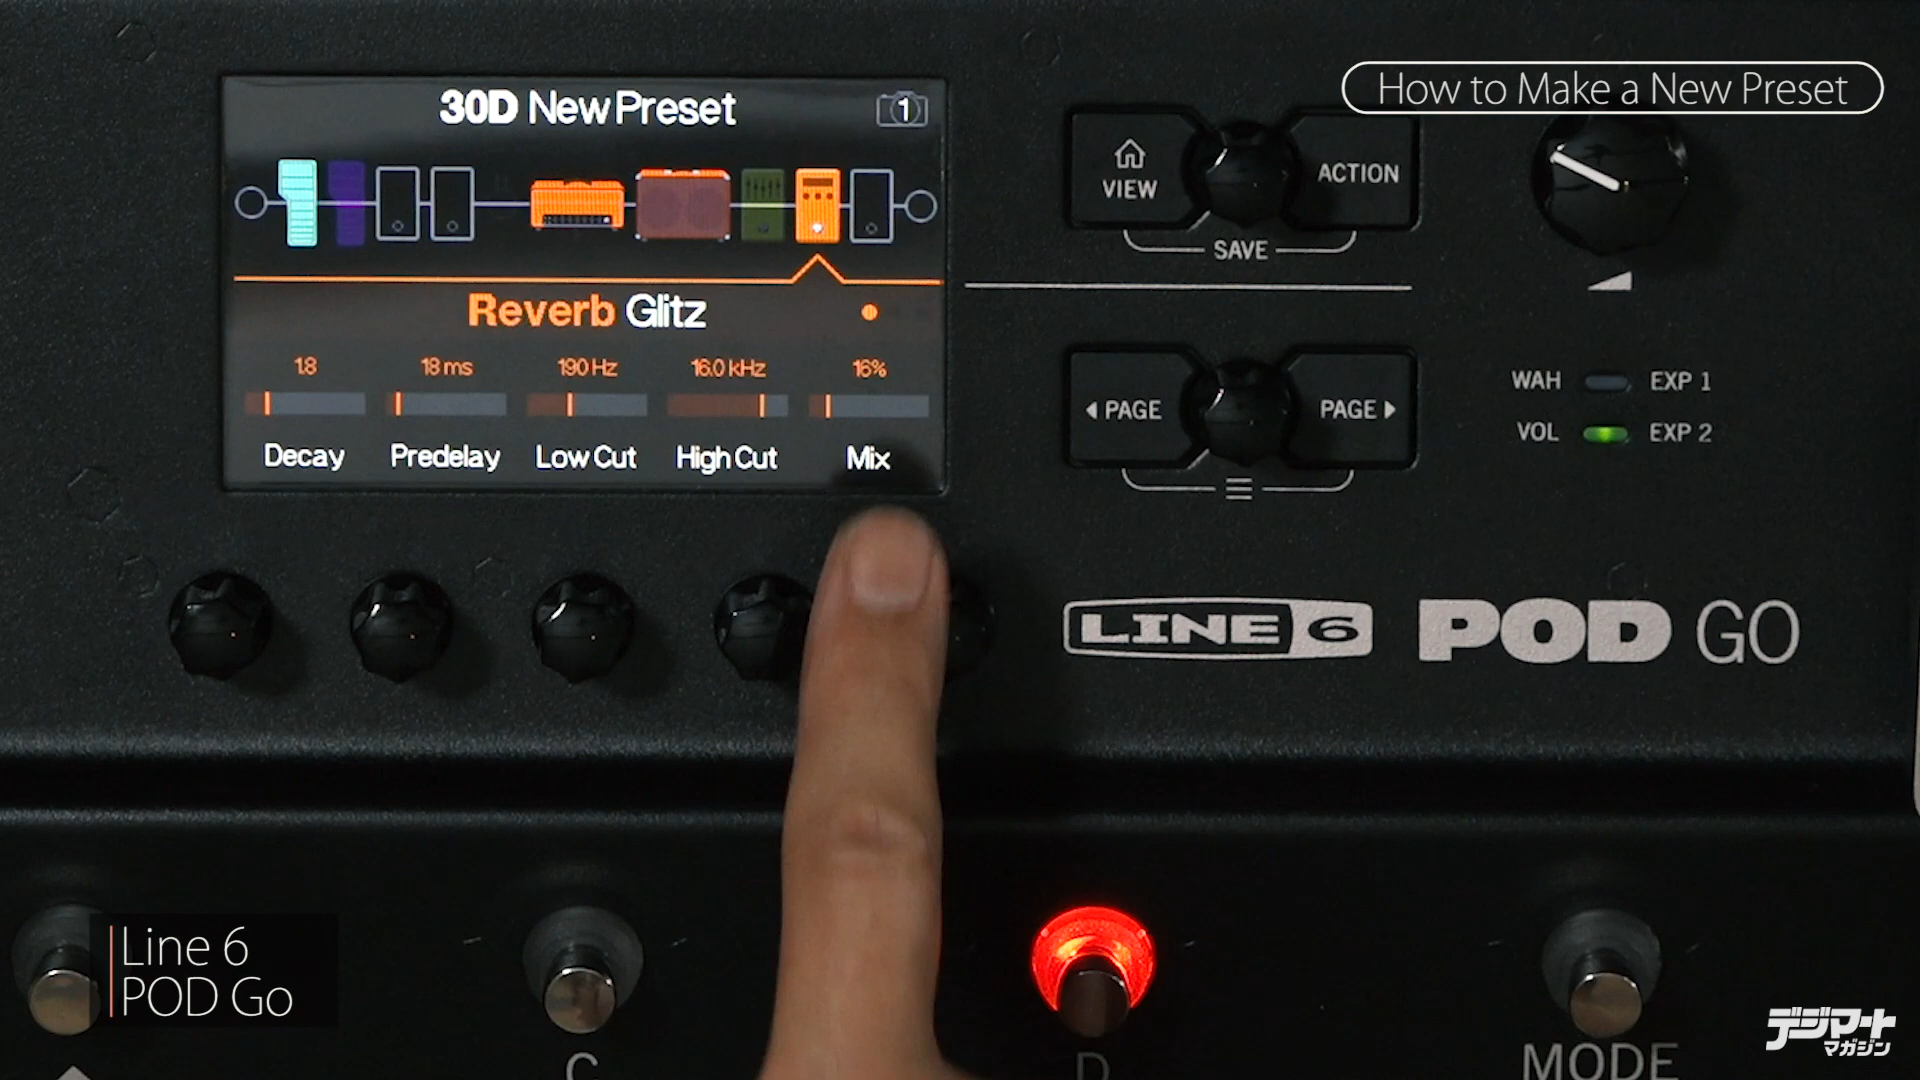 How to Make a New Preset
30D New Preset
1
VIEW
ACTION
SAVE
Reverb Glitz
1.8
18 ms
190 Hz
16.0 kHz
16%
Decay
Predelay
Low Cut
High Cut
Mix
PAGE
PAGE
WAH
EXP 1
VOL
EXP 2
LINE 6 POD GO
Line 6
POD Go
C
D
MODE
デジマート
マガジン